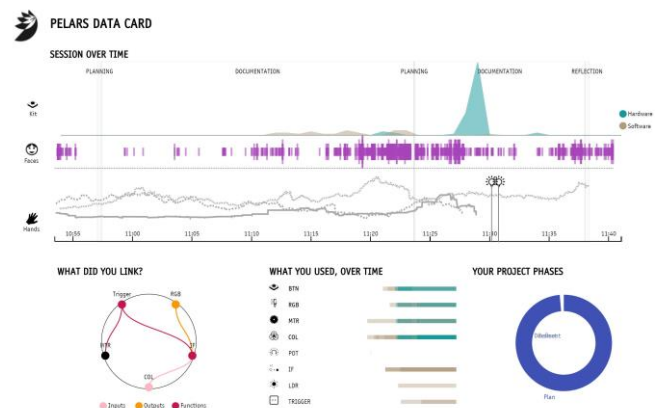 PELARS DATA CARD
SESSION OVER TIME
PLANNING DOCUMENTATION PLANNING DOCUMENTATION REFLECTION
Kit
Hardware
Software
Faces
Hands
10:55 11:00 11:05 11:10 11:15 11:20 11:25 11:30 11:35 11:40
WHAT DID YOU LINK?
Trigger RGB
MTR IF
COL
Inputs Outputs Functions
WHAT YOU USED, OVER TIME
BTN
RGB
MTR
COL
POT
IF
LDR
TRIGGER
YOUR PROJECT PHASES
Plan